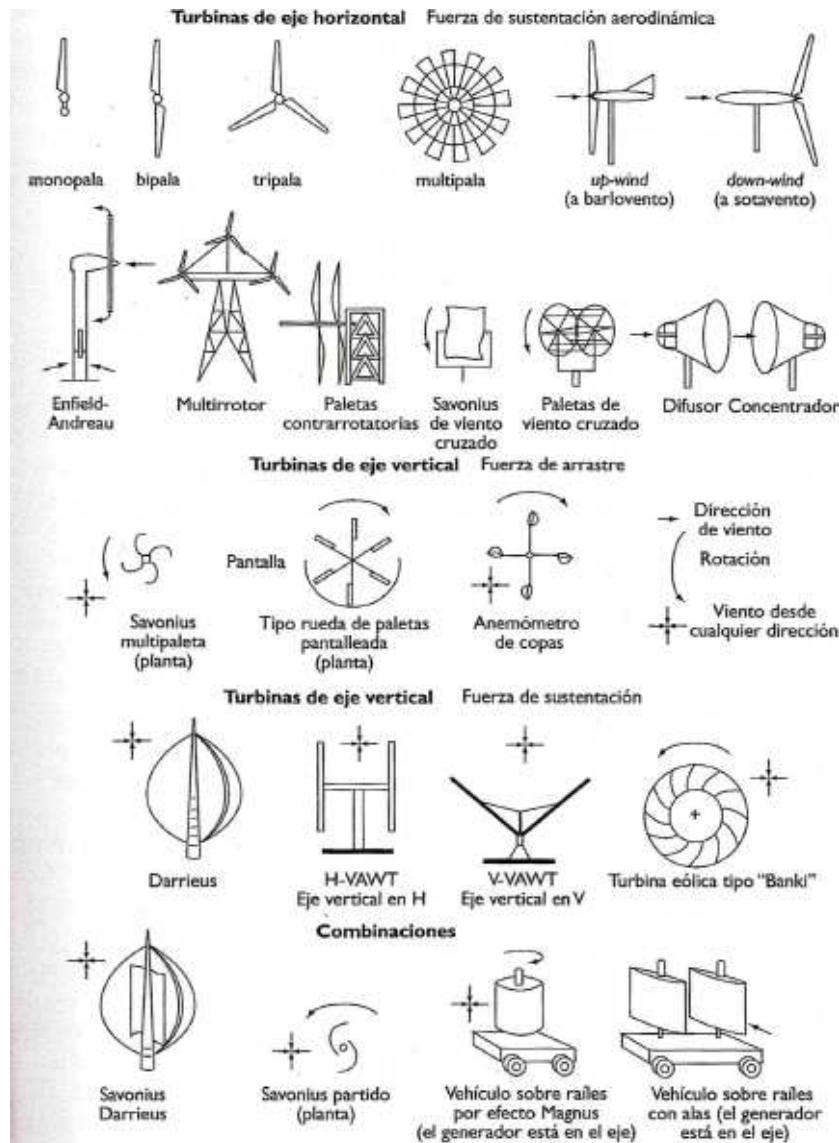 Turbinas de eje horizontal Fuerza de sustentación aerodinámica
monopala
bipala
tripala
multipala
up-wind
(a barlovento)
down-wind
(a sotavento)
Enfield-
Andreau
Multirrotor
Paletas
contrarrotatorias
Savonius
de viento
cruzado
Paletas de
viento cruzado
Difusor
Concentrador
Turbinas de eje vertical Fuerza de arrastre
Savonius
multipaleta
(planta)
Pantalla
Tipo rueda de paletas
pantalleada
(planta)
Anemómetro
de copas
Dirección
de viento
Rotación
Viento desde
cualquier dirección
Turbinas de eje vertical Fuerza de sustentación
Darrieus
H-VAWT
Eje vertical en H
V-VAWT
Eje vertical en V
Turbina eólica tipo "Banki"
Combinaciones
Savonius
Darrieus
Savonius partido
(planta)
Vehículo sobre raíles
por efecto Magnus
(el generador está en el eje)
Vehículo sobre raíles
con alas (el generador
está en el eje)